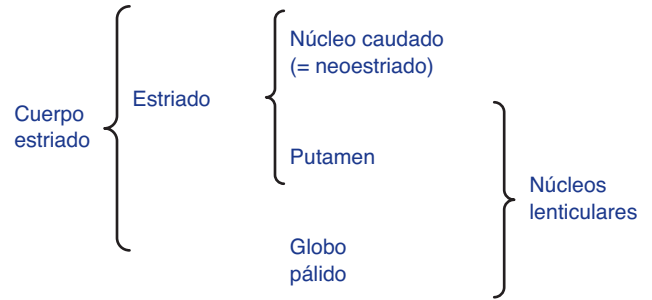 Cuerpo
estriado
Estriado
Núcleo caudado
(= neoestriado)
Putamen
Globo
pálido
Núcleos
lenticulares